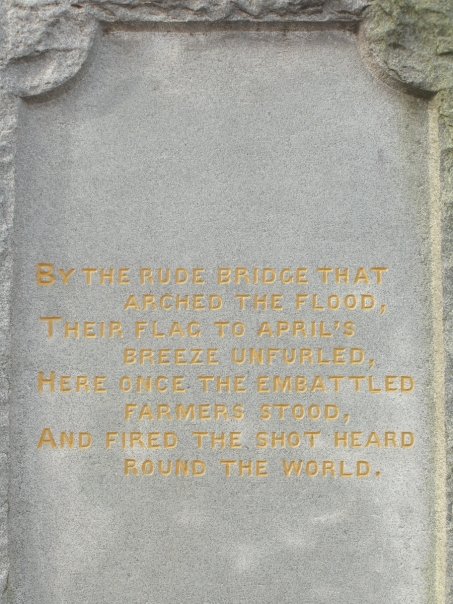 BY THE RUDE BRIDGE THAT
ARCHED THE FLOOD,
THEIR FLAG TO APRIL'S
BREEZE UNFURLED,
HERE ONCE THE EMBATTLED
FARMERS STOOD,
AND FIRED THE SHOT HEARD
ROUND THE WORLD.